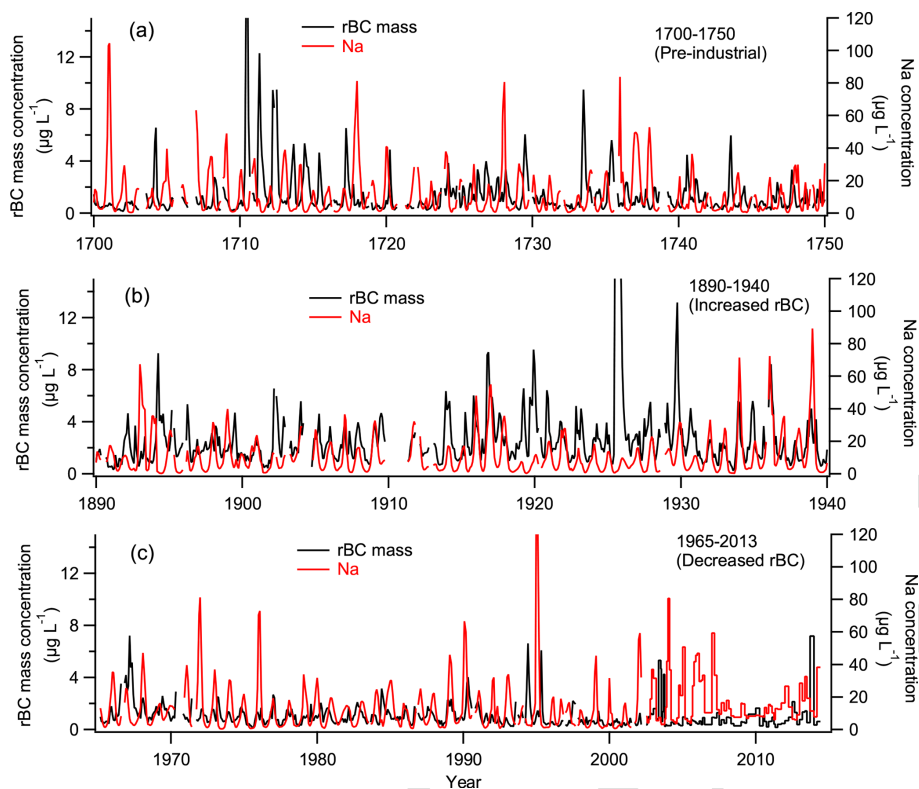 (a)
rBC mass
Na
1700-1750
(Pre-industrial)
rBC mass concentration
(µg L⁻¹)
12
8
4
0
120
100
80
60
40
20
0
Na concentration
(µg L⁻¹)
1700
1710
1720
1730
1740
1750
(b)
rBC mass
Na
1890-1940
(Increased rBC)
rBC mass concentration
(µg L⁻¹)
12
8
4
0
120
100
80
60
40
20
0
Na concentration
(µg L⁻¹)
1890
1900
1910
1920
1930
1940
(c)
rBC mass
Na
1965-2013
(Decreased rBC)
rBC mass concentration
(µg L⁻¹)
12
8
4
0
120
100
80
60
40
20
0
Na concentration
(µg L⁻¹)
1970
1980
1990
2000
2010
Year